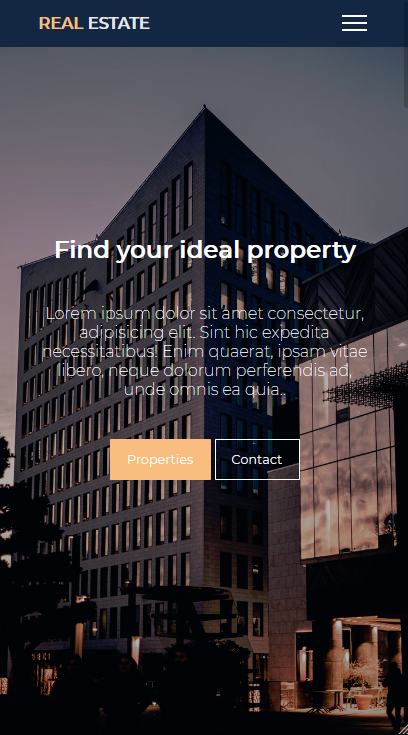 REAL ESTATE
Find your ideal property
Lorem ipsum dolor sit amet consectetur,
adipisicing elit. Sint hic expedita
necessitatibus! Enim quaerat, ipsam vitae
libero, neque dolorum perferendis ad,
unde omnis ea quia..
Properties
Contact